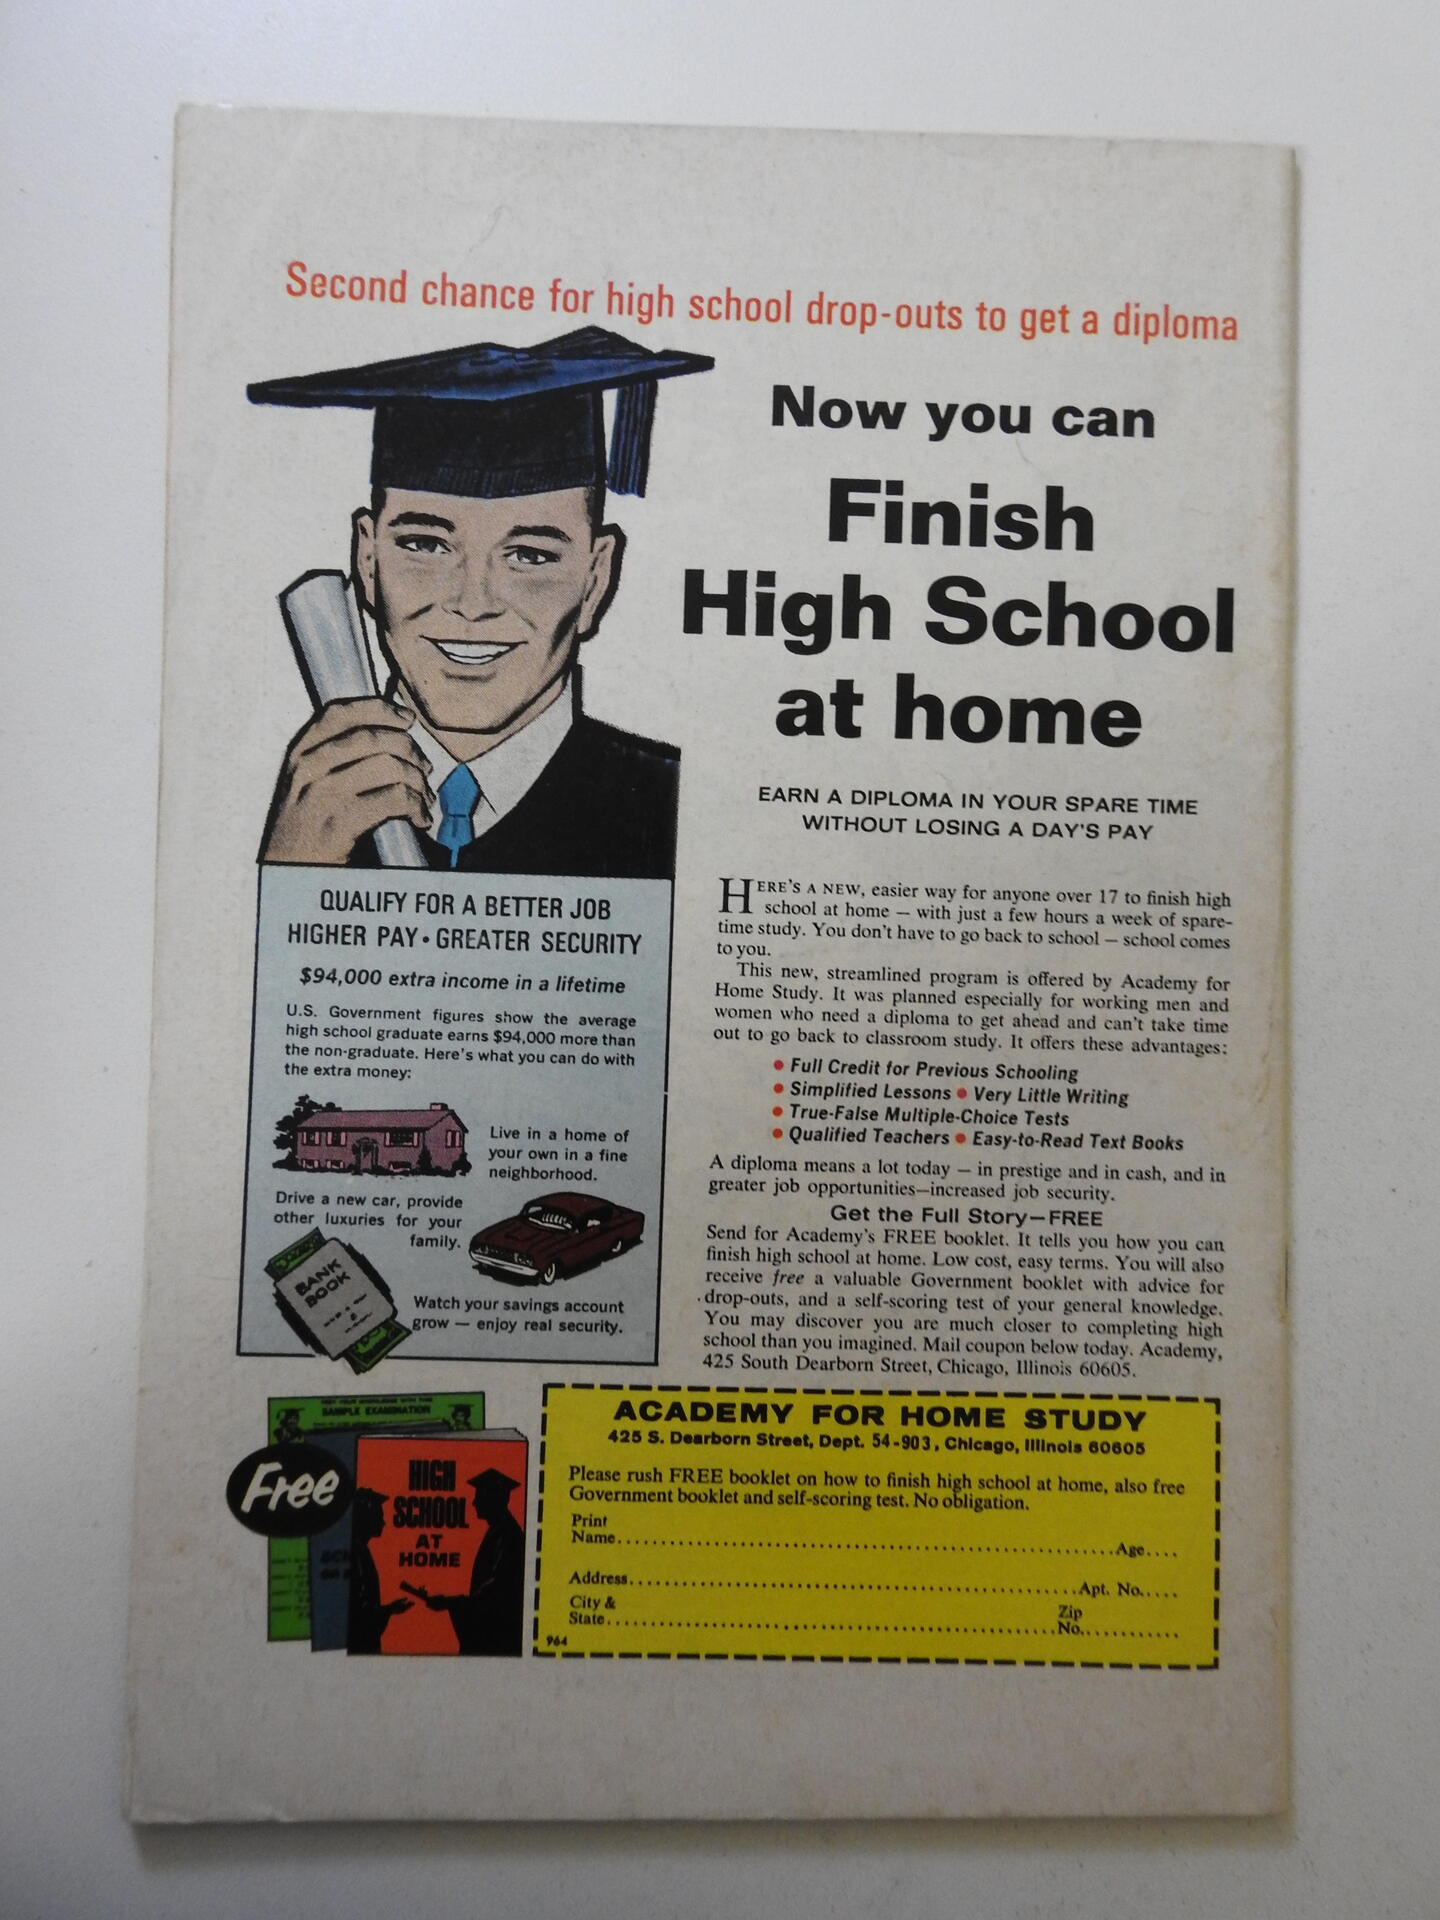 Second chance for high school drop-outs to get a diploma
Now you can
Finish
High School
at home
EARN A DIPLOMA IN YOUR SPARE TIME
WITHOUT LOSING A DAY'S PAY
QUALIFY FOR A BETTER JOB
HIGHER PAY • GREATER SECURITY
$94,000 extra income in a lifetime
U.S. Government figures show the average
high school graduate earns $94,000 more than
the non-graduate. Here's what you can do with
the extra money:
Live in a home of
your own in a fine
neighborhood.
Drive a new car, provide
other luxuries for your
family.
BANK
BOOK
Watch your savings account
grow — enjoy real security.
HERE'S A NEW, easier way for anyone over 17 to finish high
school at home — with just a few hours a week of spare-
time study. You don't have to go back to school — school comes
to you.
This new, streamlined program is offered by Academy for
Home Study. It was planned especially for working men and
women who need a diploma to get ahead and can't take time
out to go back to classroom study. It offers these advantages:
• Full Credit for Previous Schooling
• Simplified Lessons • Very Little Writing
• True-False Multiple-Choice Tests
• Qualified Teachers • Easy-to-Read Text Books
A diploma means a lot today — in prestige and in cash, and in
greater job opportunities—increased job security.
Get the Full Story—FREE
Send for Academy's FREE booklet. It tells you how you can
finish high school at home. Low cost, easy terms. You will also
receive free a valuable Government booklet with advice for
drop-outs, and a self-scoring test of your general knowledge.
You may discover you are much closer to completing high
school than you imagined. Mail coupon below today. Academy,
425 South Dearborn Street, Chicago, Illinois 60605.
SAMPLE EXAMINATION
Free
HIGH
SCHOOL
AT
HOME
ACADEMY FOR HOME STUDY
425 S. Dearborn Street, Dept. 54-903, Chicago, Illinois 60605
Please rush FREE booklet on how to finish high school at home, also free
Government booklet and self-scoring test. No obligation.
Print
Name.......... Age....
Address.......... Apt. No.....
City & Zip
State.......... No..........
964